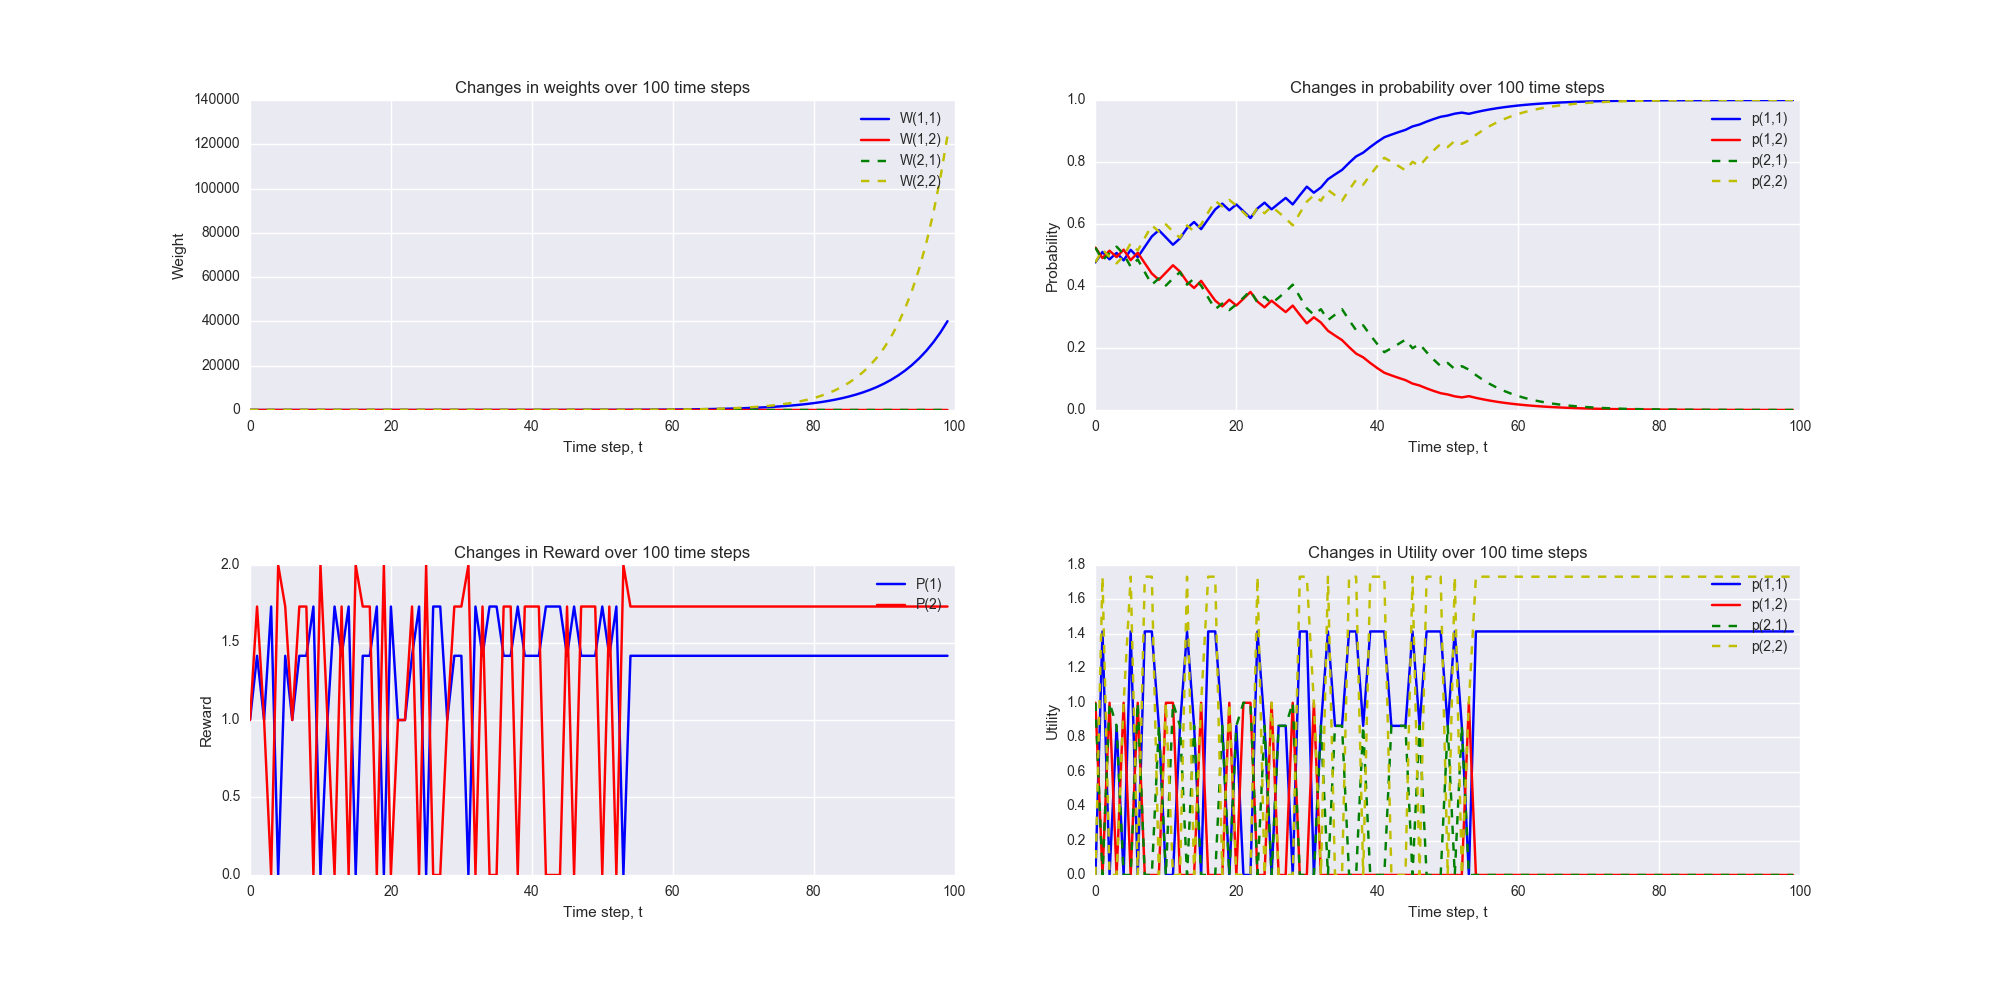 Changes in weights over 100 time steps
140000
120000
100000
80000
60000
40000
20000
0
0 20 40 60 80 100
Weight
Time step, t
W(1,1)
W(1,2)
W(2,1)
W(2,2)
Changes in probability over 100 time steps
1.0
0.8
0.6
0.4
0.2
0.0
0 20 40 60 80 100
Probability
Time step, t
p(1,1)
p(1,2)
p(2,1)
p(2,2)
Changes in Reward over 100 time steps
2.0
1.5
1.0
0.5
0.0
0 20 40 60 80 100
Reward
Time step, t
P(1)
P(2)
Changes in Utility over 100 time steps
1.8
1.6
1.4
1.2
1.0
0.8
0.6
0.4
0.2
0.0
0 20 40 60 80 100
Utility
Time step, t
p(1,1)
p(1,2)
p(2,1)
p(2,2)